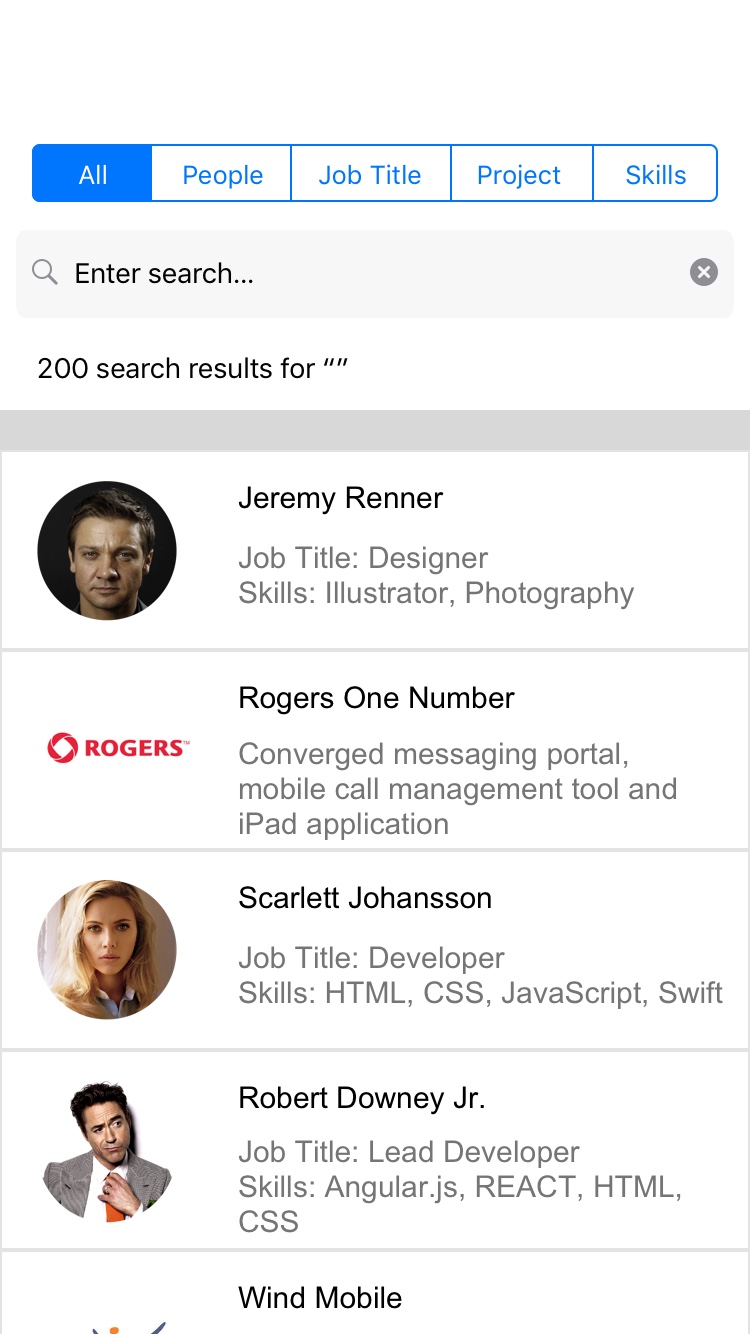 All People Job Title Project Skills
Enter search...
200 search results for “”
Jeremy Renner
Job Title: Designer
Skills: Illustrator, Photography
Rogers One Number
ROGERS™
Converged messaging portal,
mobile call management tool and
iPad application
Scarlett Johansson
Job Title: Developer
Skills: HTML, CSS, JavaScript, Swift
Robert Downey Jr.
Job Title: Lead Developer
Skills: Angular.js, REACT, HTML,
CSS
Wind Mobile